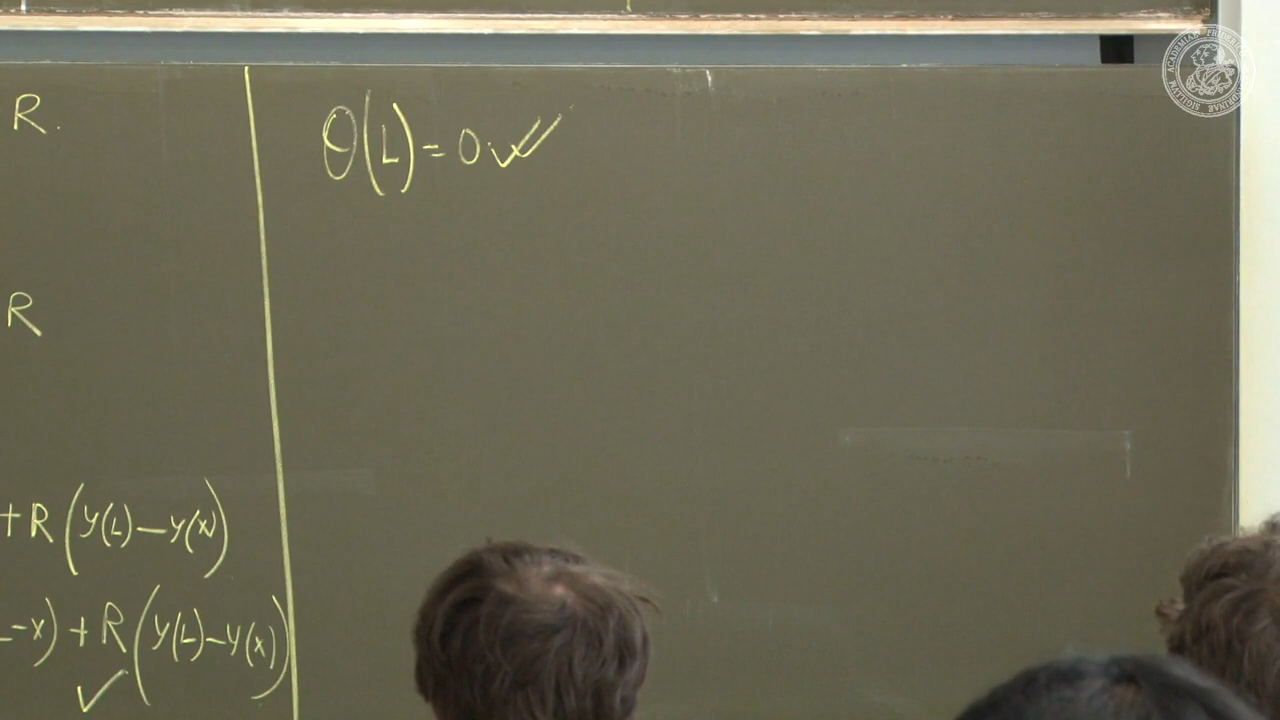 R.
R
+R(y(L)-y(x))
-x)+R(y(L)-y(x))
✓
θ(L)=0.✓✓